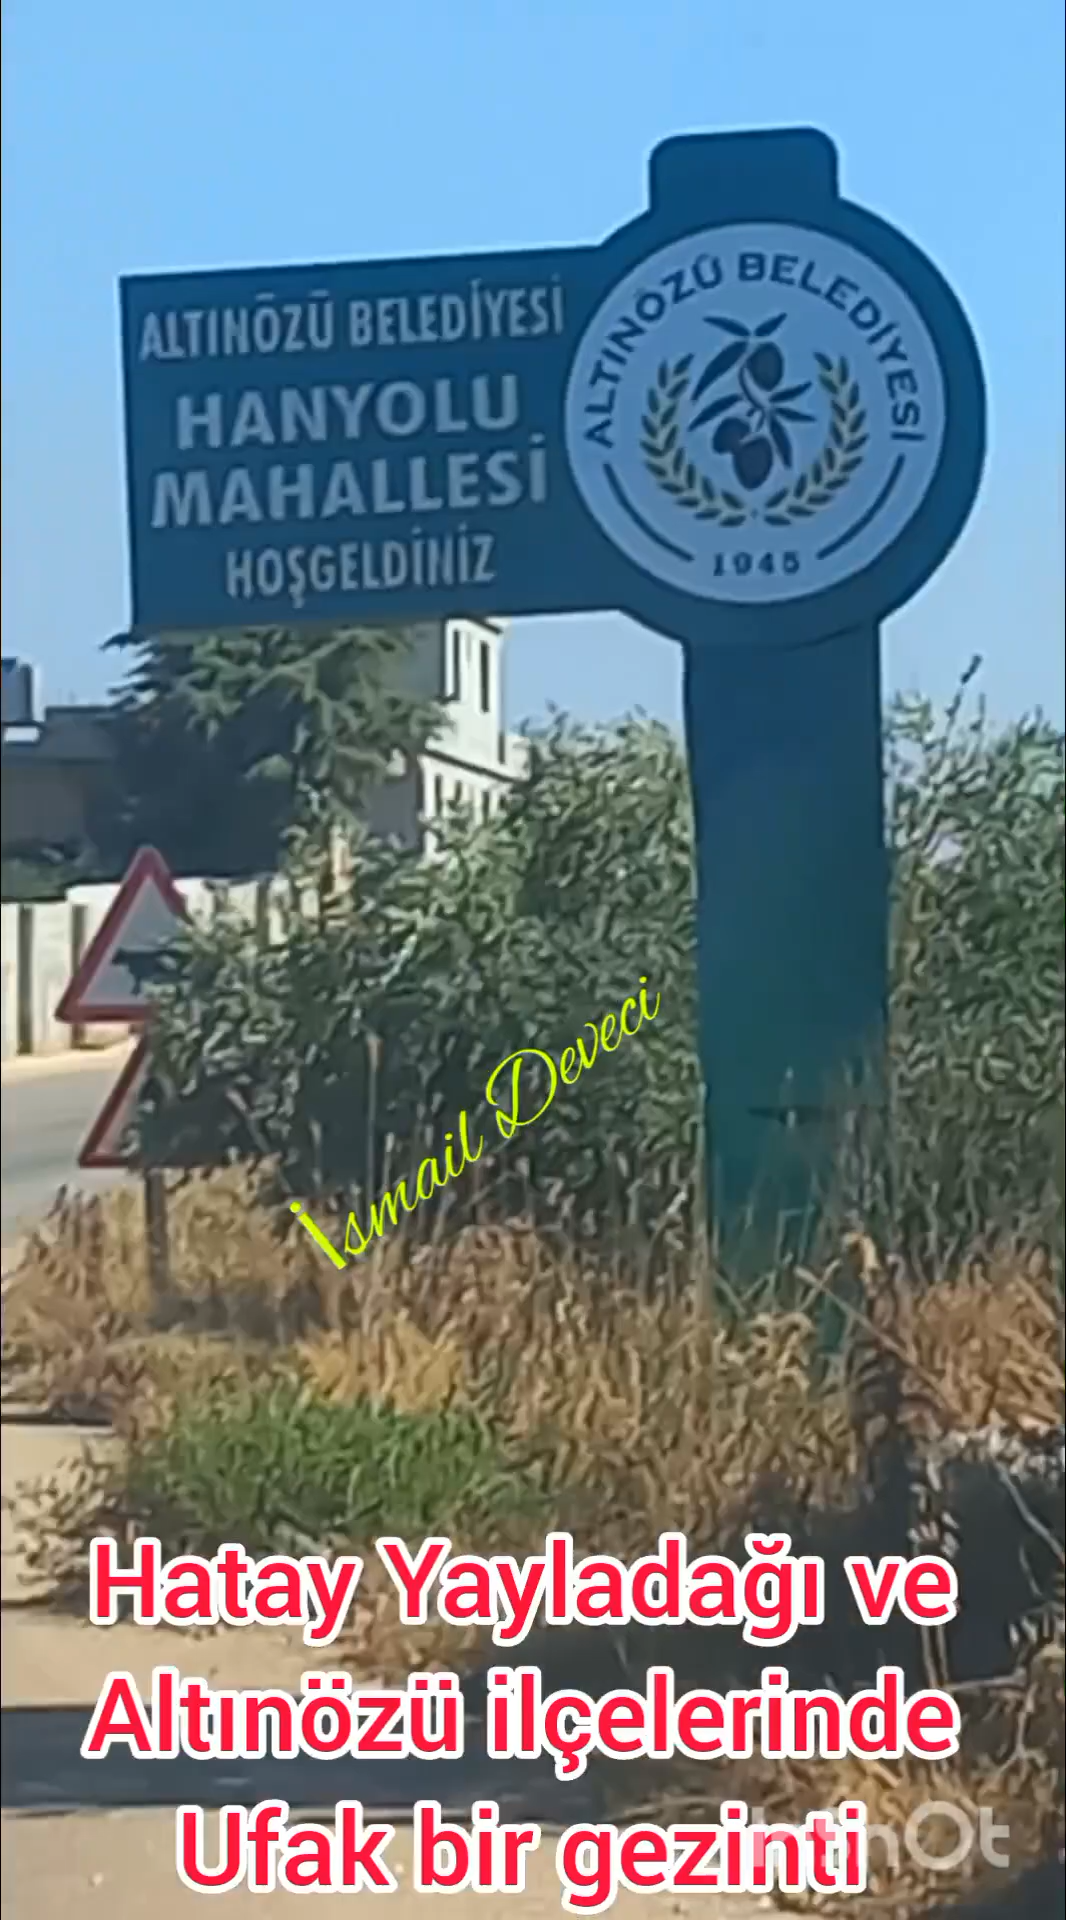 ALTINÖZÜ BELEDİYESİ
HANYOLU
MAHALLESİ
HOŞGELDİNİZ
ALTINÖZÜ BELEDİYESİ
1945
İsmail Deveci
Hatay Yayladağı ve
Altınözü ilçelerinde
Ufak bir gezinti